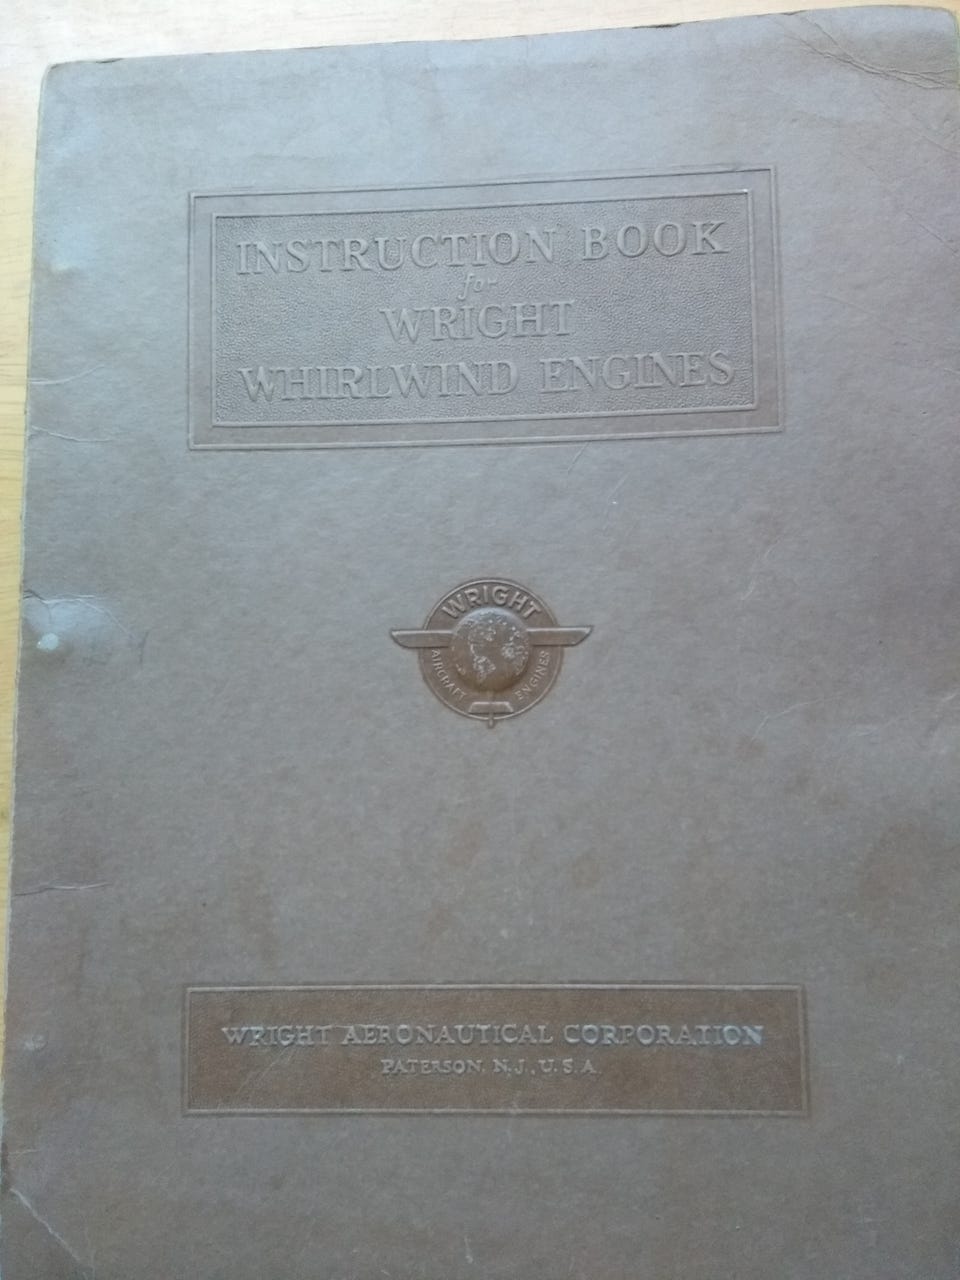 INSTRUCTION BOOK
for
WRIGHT
WHIRLWIND ENGINES
WRIGHT
AIRCRAFT ENGINES
WRIGHT AERONAUTICAL CORPORATION
PATERSON, N.J., U.S.A.